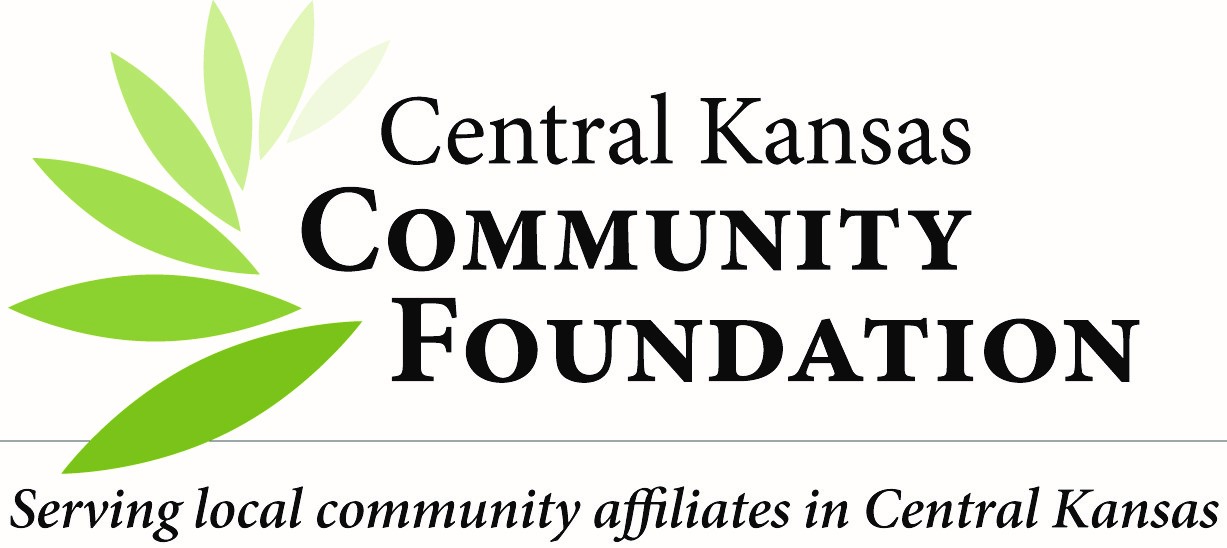 Central Kansas
Community
Foundation
Serving local community affiliates in Central Kansas